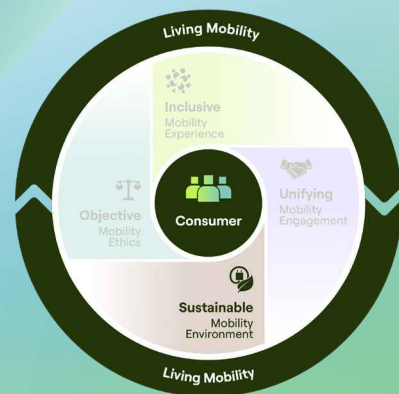 Living Mobility
Inclusive
Mobility
Experience
Objective
Mobility
Ethics
Consumer
Unifying
Mobility
Engagement
Sustainable
Mobility
Environment
Living Mobility